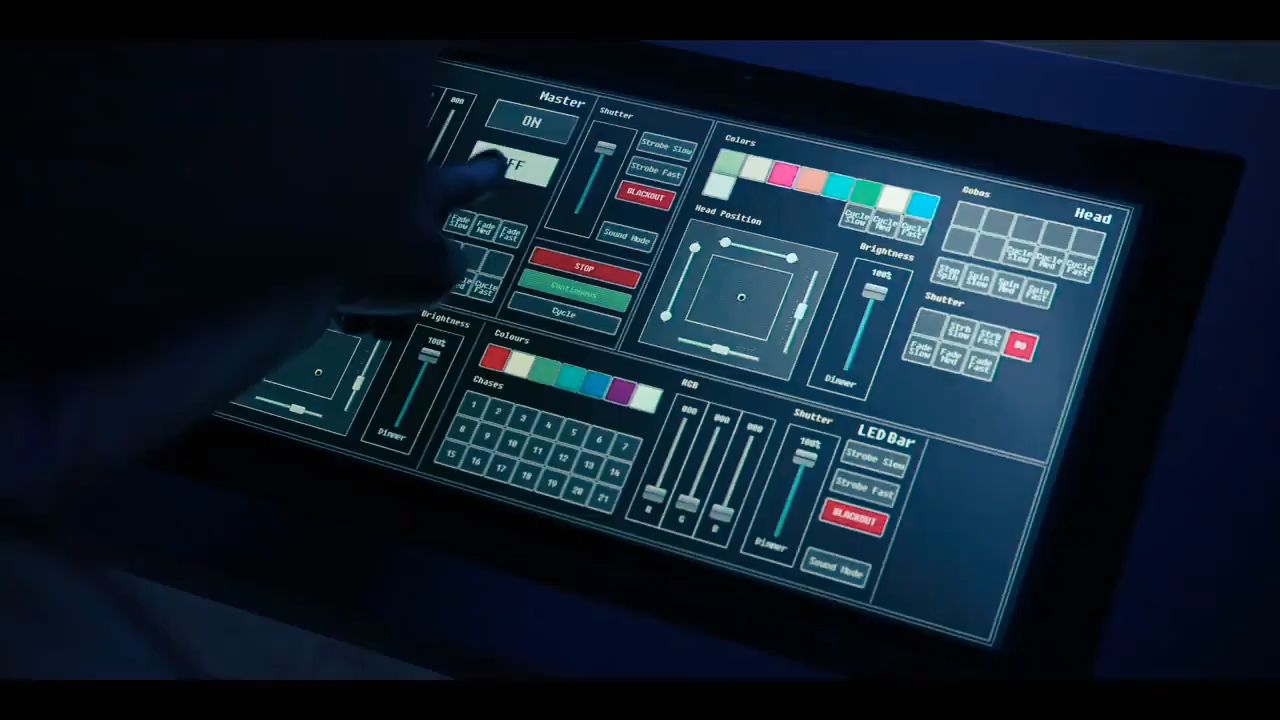 000
Master
ON
FF
Fade Slow
Fade Med
Fade Fast
Cycle Fast
Shutter
Strobe Slow
Strobe Fast
BLACKOUT
Sound Mode
STOP
Continuous
Cycle
Colors
Cycle Slow
Cycle Med
Cycle Fast
Head Position
Brightness
100%
Dimmer
Gobos
Head
Cycle Slow
Cycle Med
Cycle Fast
Stop Spin
Spin Slow
Spin Med
Spin Fast
Shutter
Strb Slow
Strb Fast
BO
Fade Slow
Fade Med
Fade Fast
Brightness
100%
Dimmer
Colours
Chases
1 2 3 4 5 6 7
8 9 10 11 12 13 14
15 16 17 18 19 20 21
RGB
000 000 000
R G B
Shutter
100%
Dimmer
LED Bar
Strobe Slow
Strobe Fast
BLACKOUT
Sound Mode